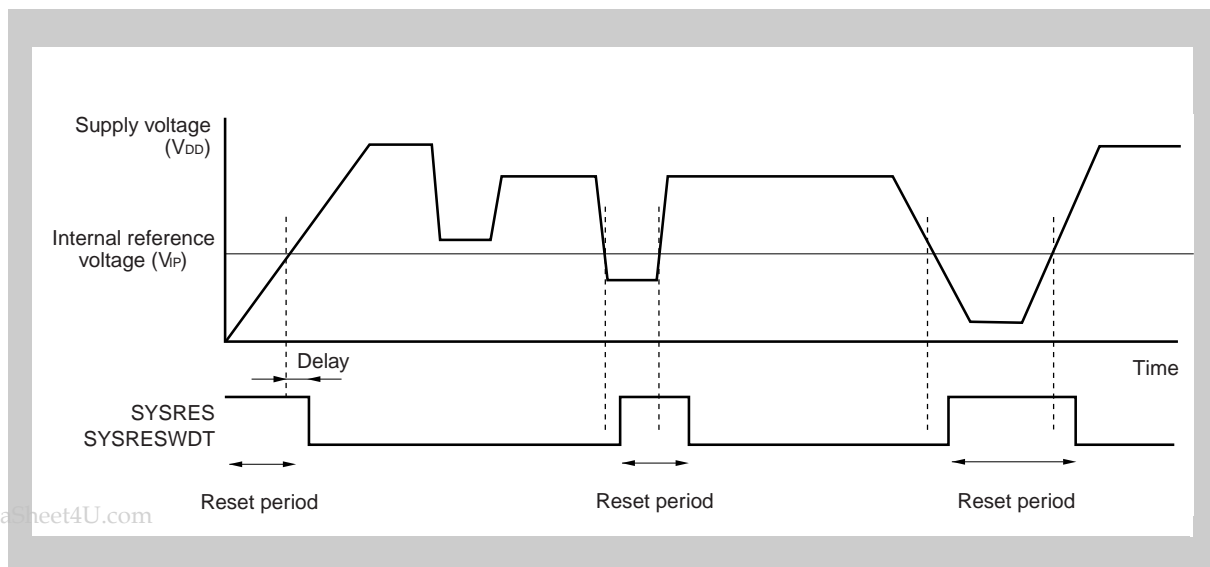 Supply voltage
(VDD)
Internal reference
voltage (VIP)
Delay
Time
SYSRES
SYSRESWDT
Reset period
Reset period
Reset period
aSheet4U.com